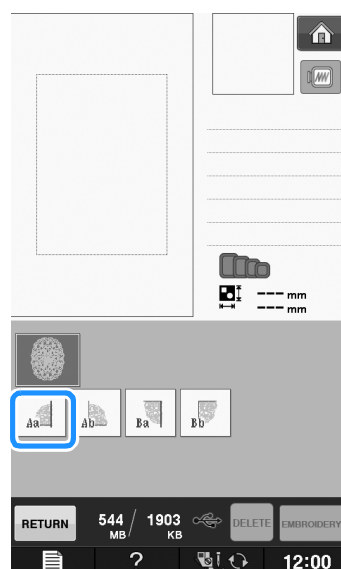 --- mm
--- mm
Aa Ab Ba Bb
RETURN 544 MB / 1903 KB DELETE EMBROIDERY
? 12:00